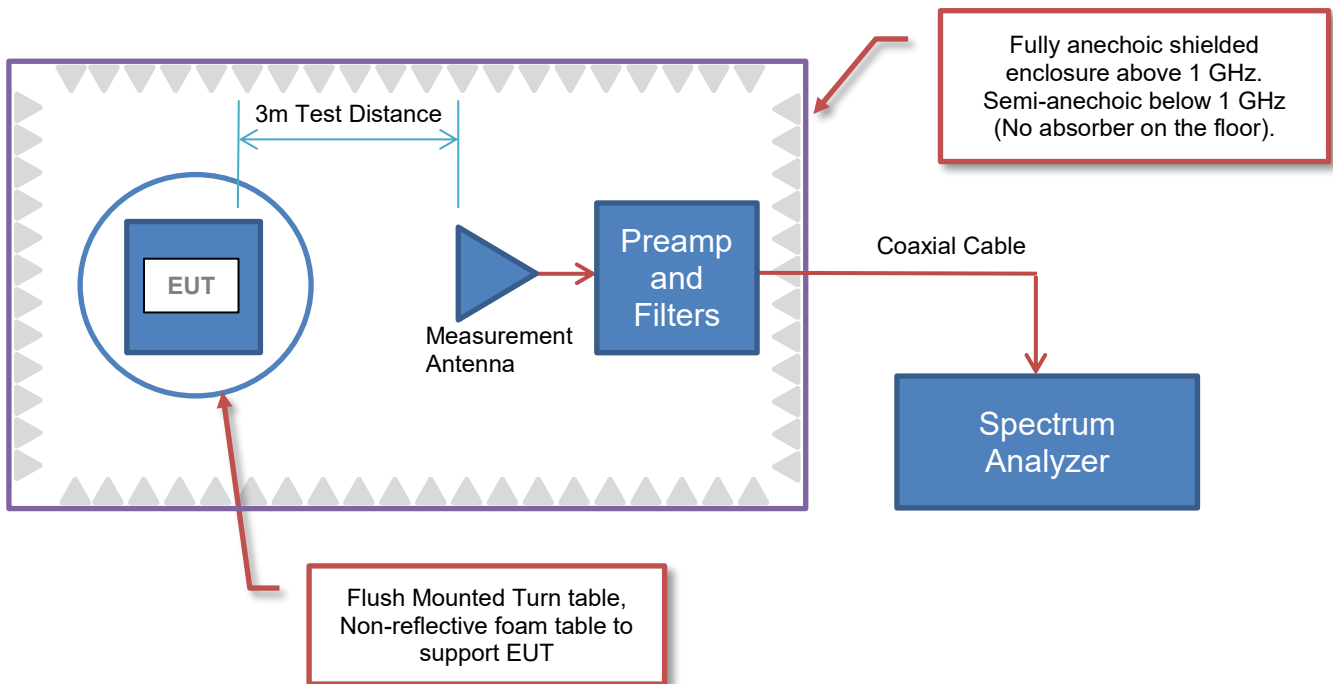 Fully anechoic shielded
enclosure above 1 GHz.
Semi-anechoic below 1 GHz
(No absorber on the floor).
3m Test Distance
EUT
Measurement
Antenna
Preamp
and
Filters
Coaxial Cable
Spectrum
Analyzer
Flush Mounted Turn table,
Non-reflective foam table to
support EUT